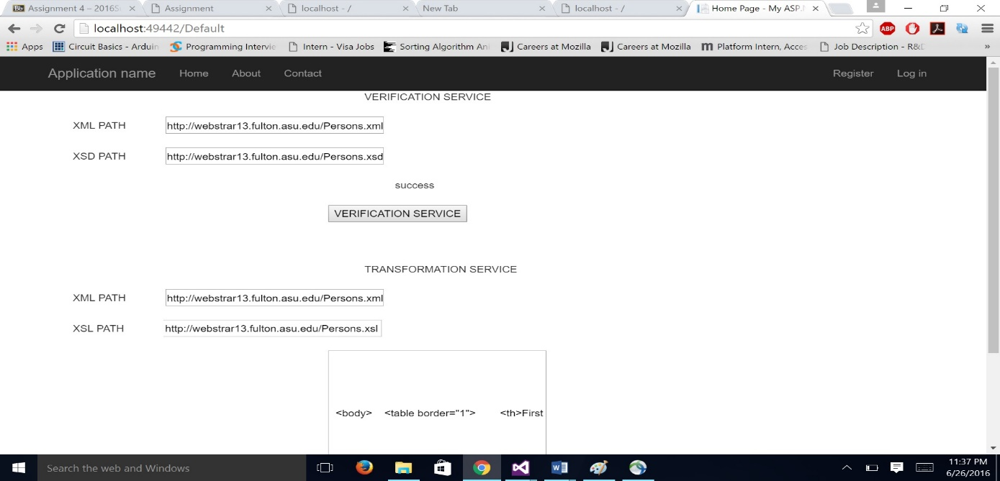 Assignment 4 – 2016S Assignment localhost - / New Tab localhost - / Home Page - My ASP.
localhost:49442/Default ABP
Apps Circuit Basics - Arduin Programming Intervie Intern - Visa Jobs Sorting Algorithm Ani Careers at Mozilla Careers at Mozilla Platform Intern, Acces Job Description - R& »
Application name Home About Contact Register Log in
VERIFICATION SERVICE
XML PATH http://webstrar13.fulton.asu.edu/Persons.xml
XSD PATH http://webstrar13.fulton.asu.edu/Persons.xsd
success
VERIFICATION SERVICE
TRANSFORMATION SERVICE
XML PATH http://webstrar13.fulton.asu.edu/Persons.xml
XSL PATH http://webstrar13.fulton.asu.edu/Persons.xsl
<body> <table border="1"> <th>First
Search the web and Windows 11:37 PM
6/26/2016